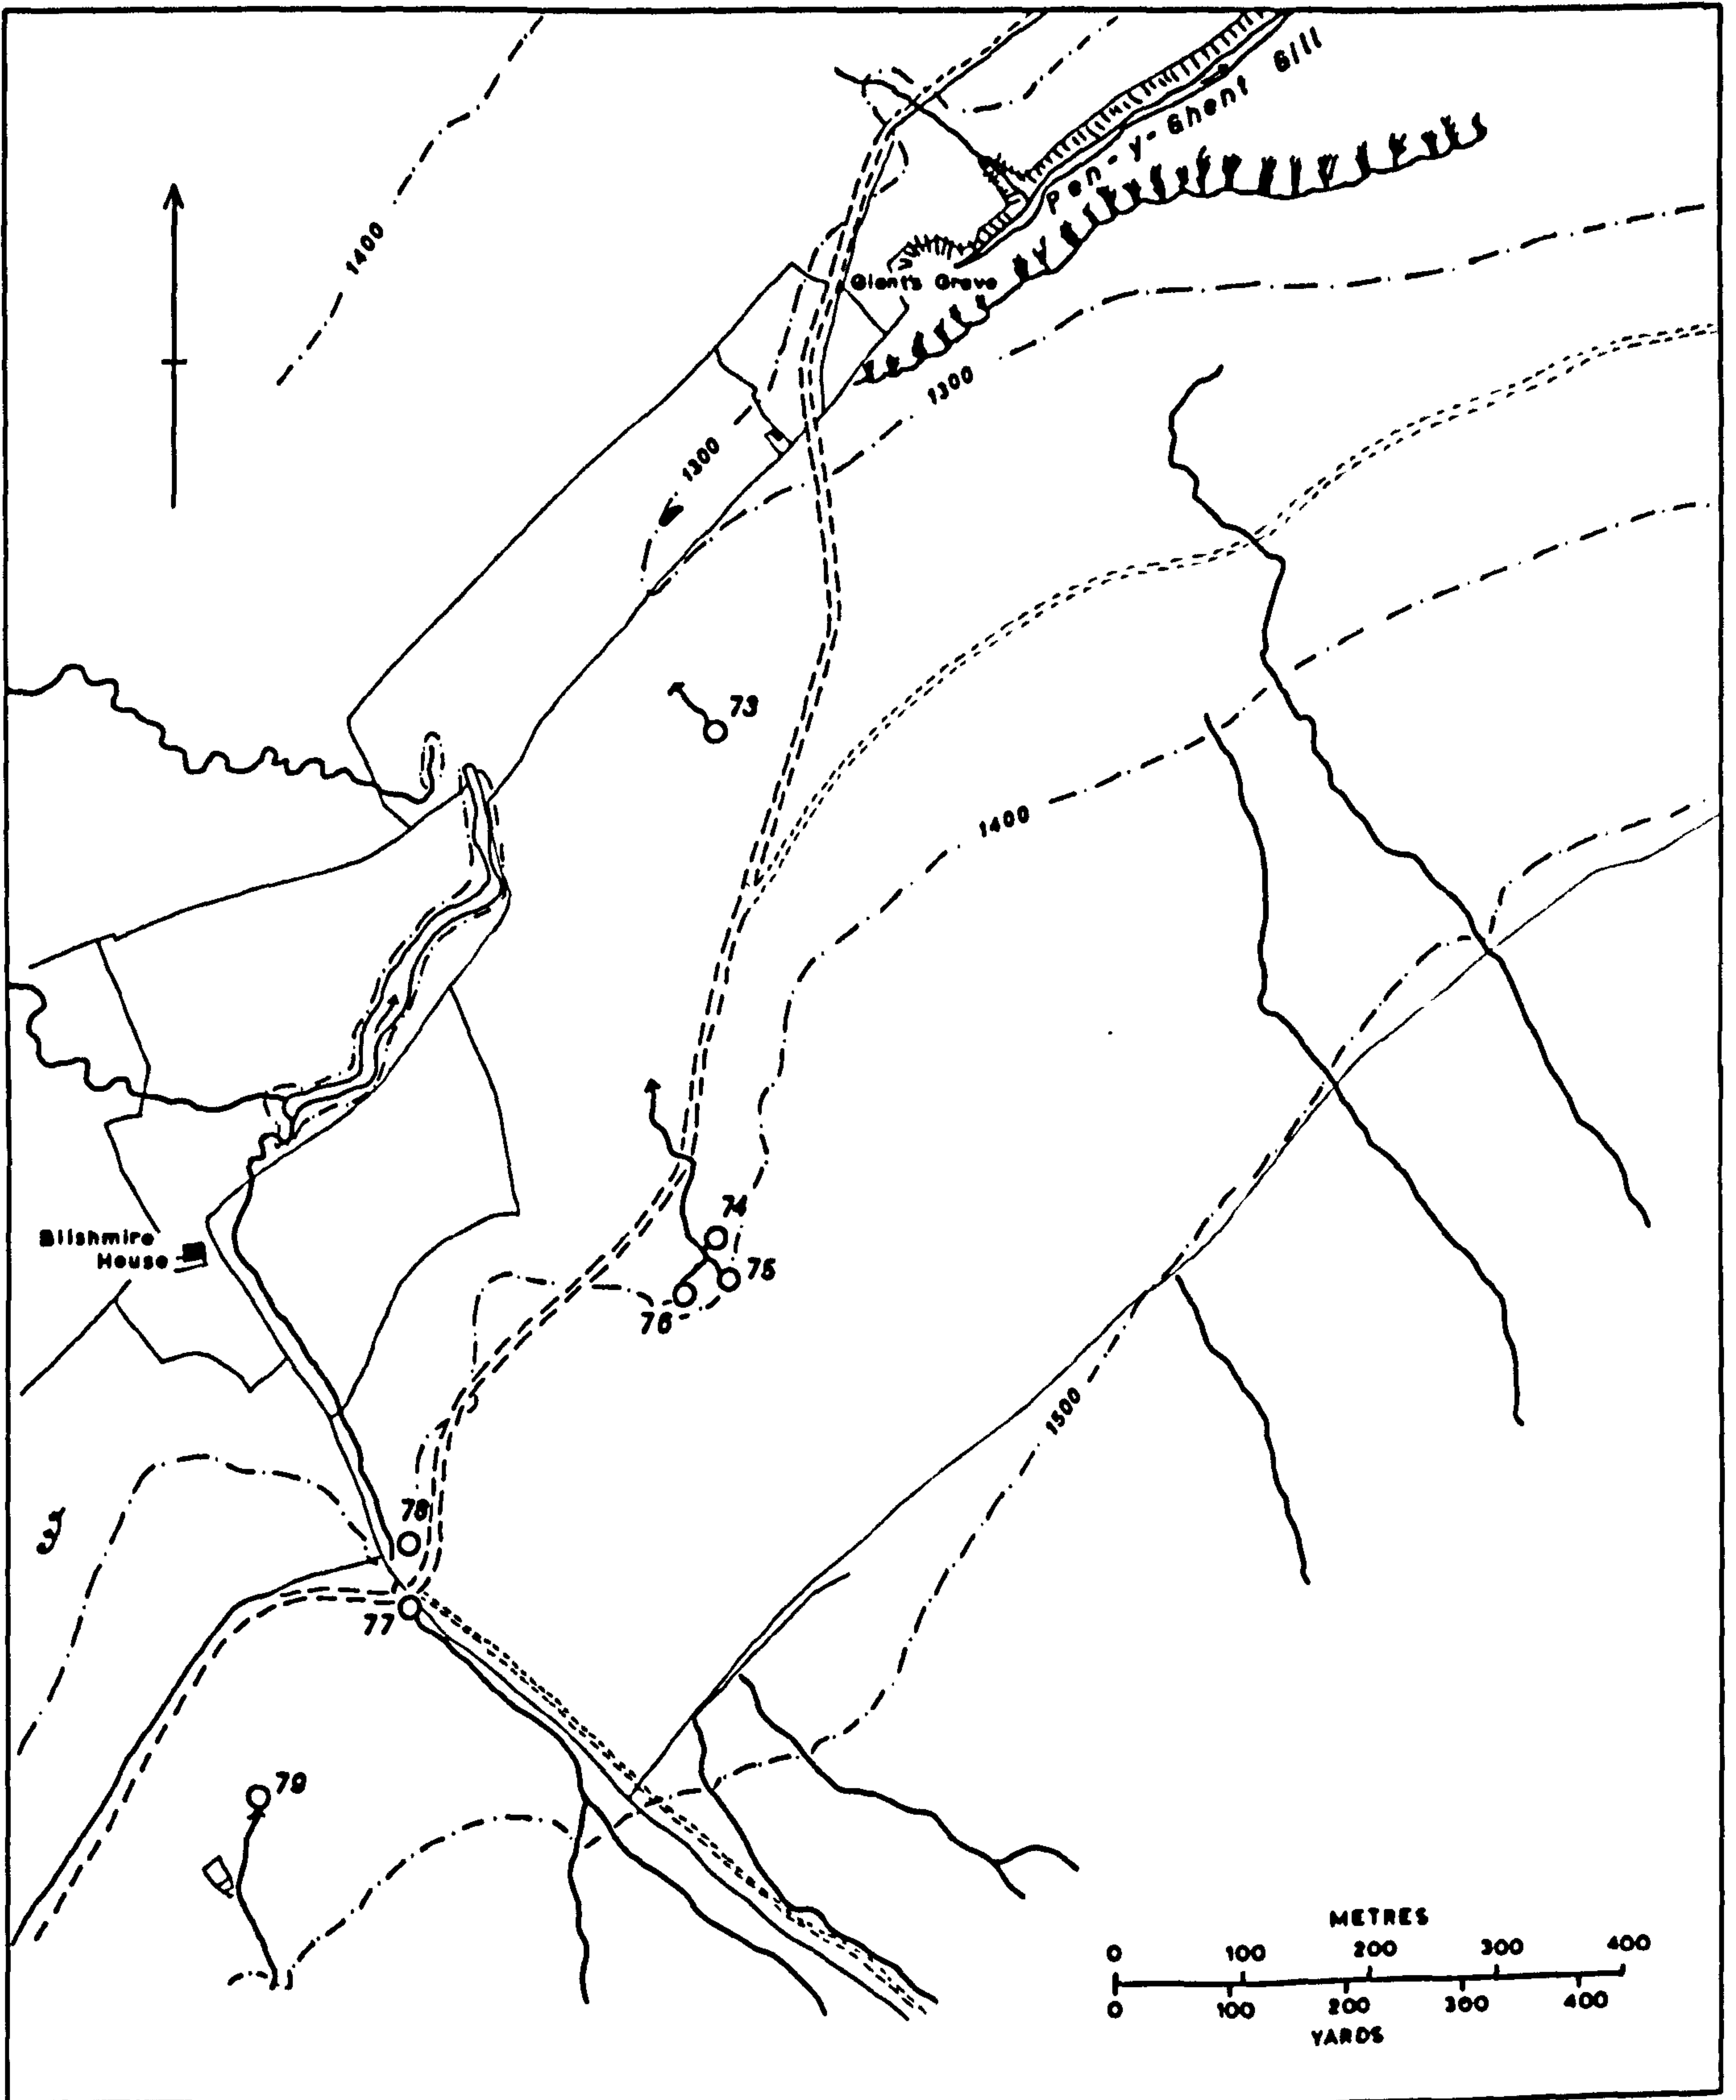 Pen-y-Ghent Gill
1400
Giant's Grave
1300
1300
73
1400
74
Blishmire
House
75
76
1500
78
77
79
METRES
0 100 200 300 400
0 100 200 300 400
YARDS